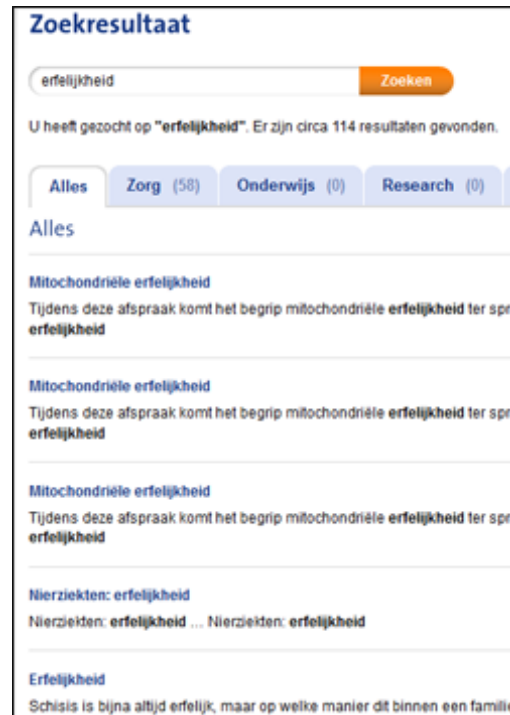 Zoekresultaat
erfelijkheid Zoeken
U heeft gezocht op "erfelijkheid". Er zijn circa 114 resultaten gevonden.
Alles Zorg (58) Onderwijs (0) Research (0)
Alles
Mitochondriële erfelijkheid
Tijdens deze afspraak komt het begrip mitochondriële erfelijkheid ter spr
erfelijkheid
Mitochondriële erfelijkheid
Tijdens deze afspraak komt het begrip mitochondriële erfelijkheid ter spr
erfelijkheid
Mitochondriële erfelijkheid
Tijdens deze afspraak komt het begrip mitochondriële erfelijkheid ter spr
erfelijkheid
Nierziekten: erfelijkheid
Nierziekten: erfelijkheid ... Nierziekten: erfelijkheid
Erfelijkheid
Schisis is bijna altijd erfelijk, maar op welke manier dit binnen een familie